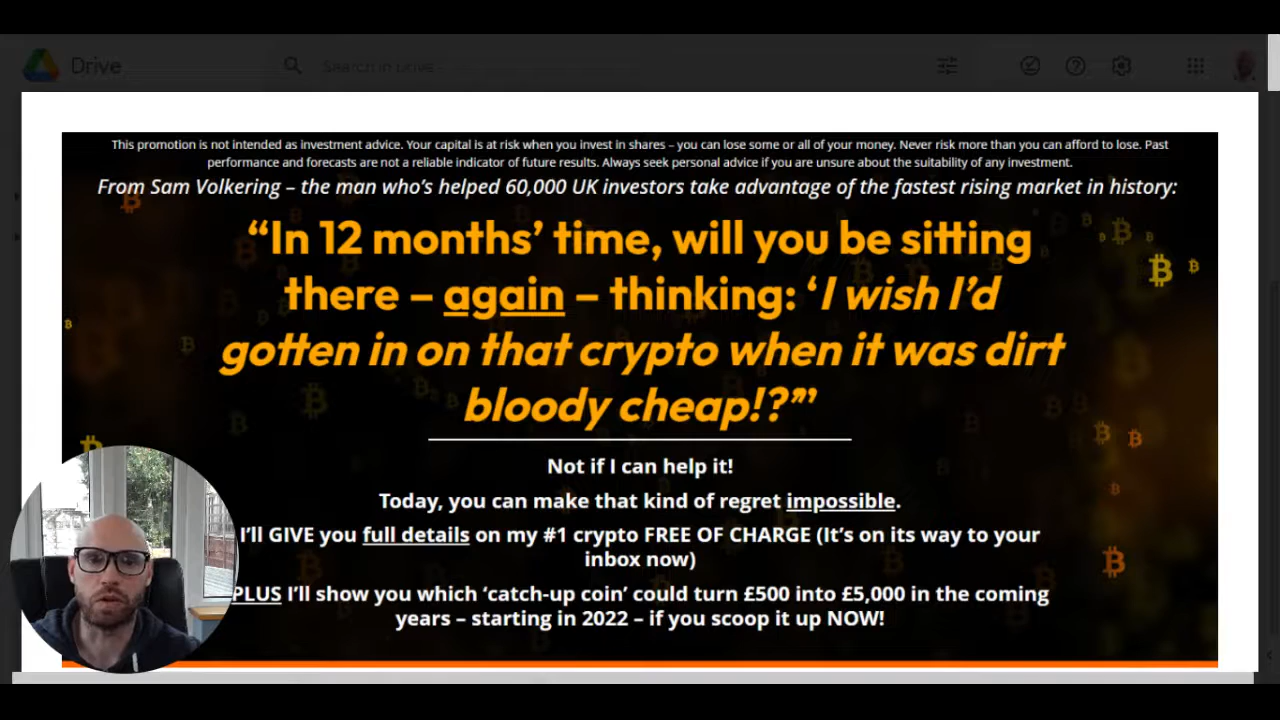 Drive
Search in Drive
This promotion is not intended as investment advice. Your capital is at risk when you invest in shares – you can lose some or all of your money. Never risk more than you can afford to lose. Past
performance and forecasts are not a reliable indicator of future results. Always seek personal advice if you are unsure about the suitability of any investment.
From Sam Volkering – the man who’s helped 60,000 UK investors take advantage of the fastest rising market in history:
“In 12 months’ time, will you be sitting
there – again – thinking: ‘I wish I’d
gotten in on that crypto when it was dirt
bloody cheap!?’”
Not if I can help it!
Today, you can make that kind of regret impossible.
I’ll GIVE you full details on my #1 crypto FREE OF CHARGE (It’s on its way to your
inbox now)
PLUS I’ll show you which ‘catch-up coin’ could turn £500 into £5,000 in the coming
years – starting in 2022 – if you scoop it up NOW!